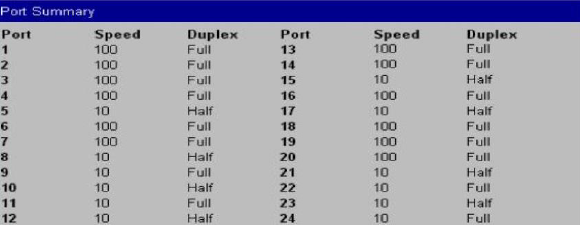 Port Summary
Port Speed Duplex Port Speed Duplex
1 100 Full 13 100 Full
2 100 Full 14 100 Full
3 100 Full 15 10 Half
4 100 Full 16 100 Full
5 10 Half 17 10 Half
6 100 Full 18 100 Full
7 100 Full 19 100 Full
8 10 Half 20 100 Full
9 10 Full 21 10 Half
10 10 Half 22 10 Full
11 10 Full 23 10 Half
12 10 Half 24 10 Full